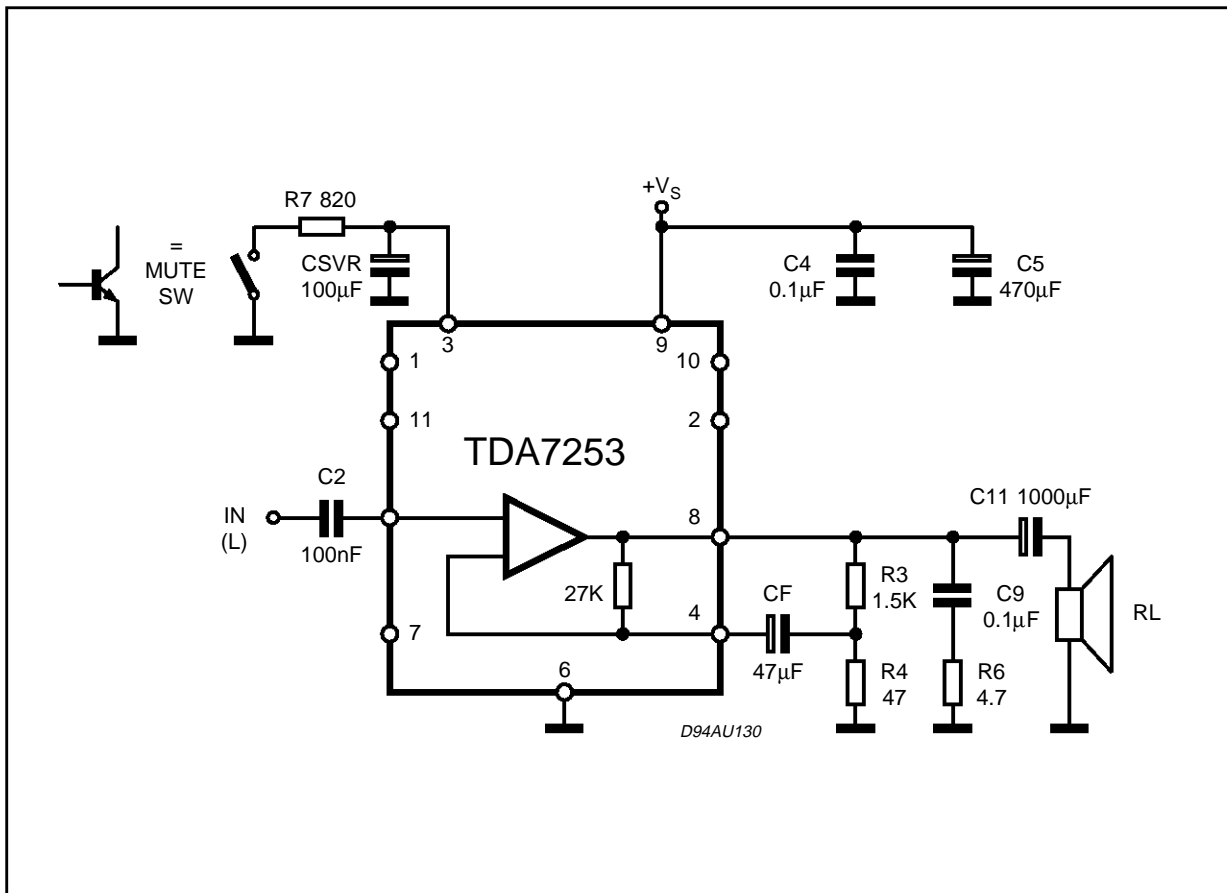 +VS
R7 820
=
MUTE
SW
CSVR
100µF
C4
0.1µF
C5
470µF
3
9
1
10
11
2
TDA7253
C2
IN
(L)
100nF
C11 1000µF
8
27K
R3
1.5K
C9
0.1µF
RL
CF
4
7
47µF
R4
47
R6
4.7
6
D94AU130